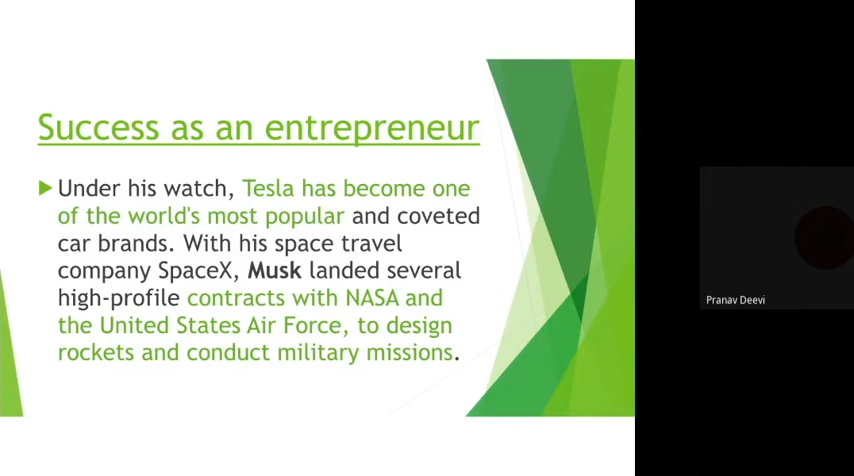 Success as an entrepreneur
Under his watch, Tesla has become one
of the world's most popular and coveted
car brands. With his space travel
company SpaceX, Musk landed several
high-profile contracts with NASA and
the United States Air Force, to design
rockets and conduct military missions.
Pranav Deevi